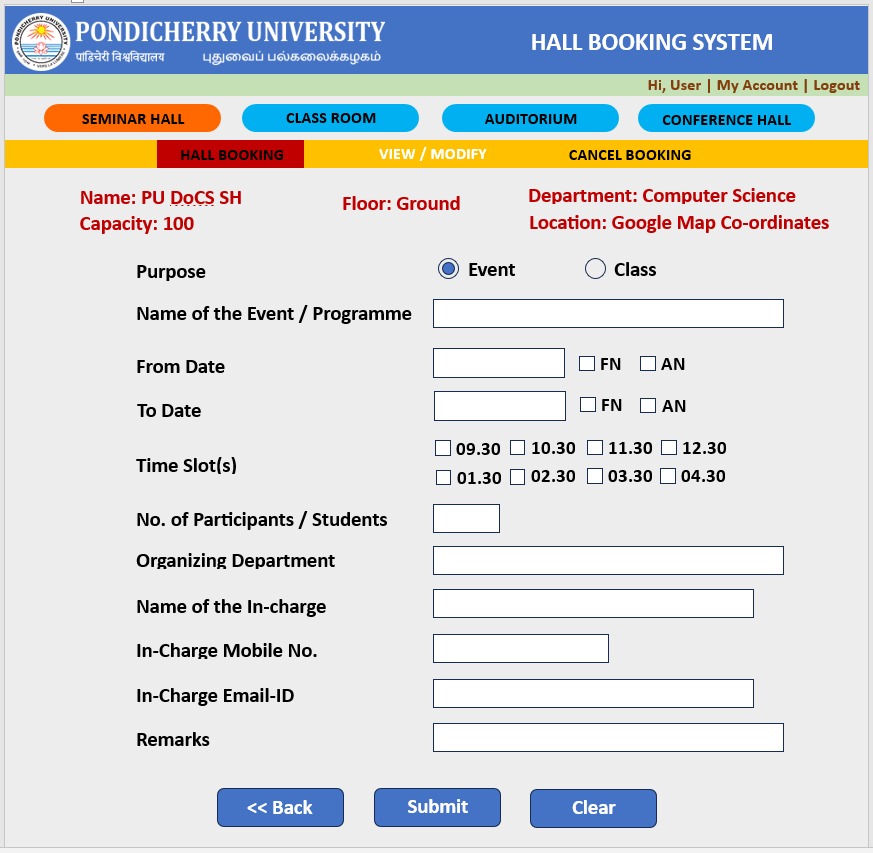 PONDICHERRY UNIVERSITY
पांडिचेरी विश्वविद्यालय புதுவைப் பல்கலைக்கழகம்
HALL BOOKING SYSTEM
Hi, User | My Account | Logout
SEMINAR HALL CLASS ROOM AUDITORIUM CONFERENCE HALL
HALL BOOKING VIEW / MODIFY CANCEL BOOKING
Name: PU DoCS SH Floor: Ground Department: Computer Science
Capacity: 100 Location: Google Map Co-ordinates
Purpose Event Class
Name of the Event / Programme
From Date FN AN
To Date FN AN
Time Slot(s)
09.30 10.30 11.30 12.30
01.30 02.30 03.30 04.30
No. of Participants / Students
Organizing Department
Name of the In-charge
In-Charge Mobile No.
In-Charge Email-ID
Remarks
<< Back Submit Clear